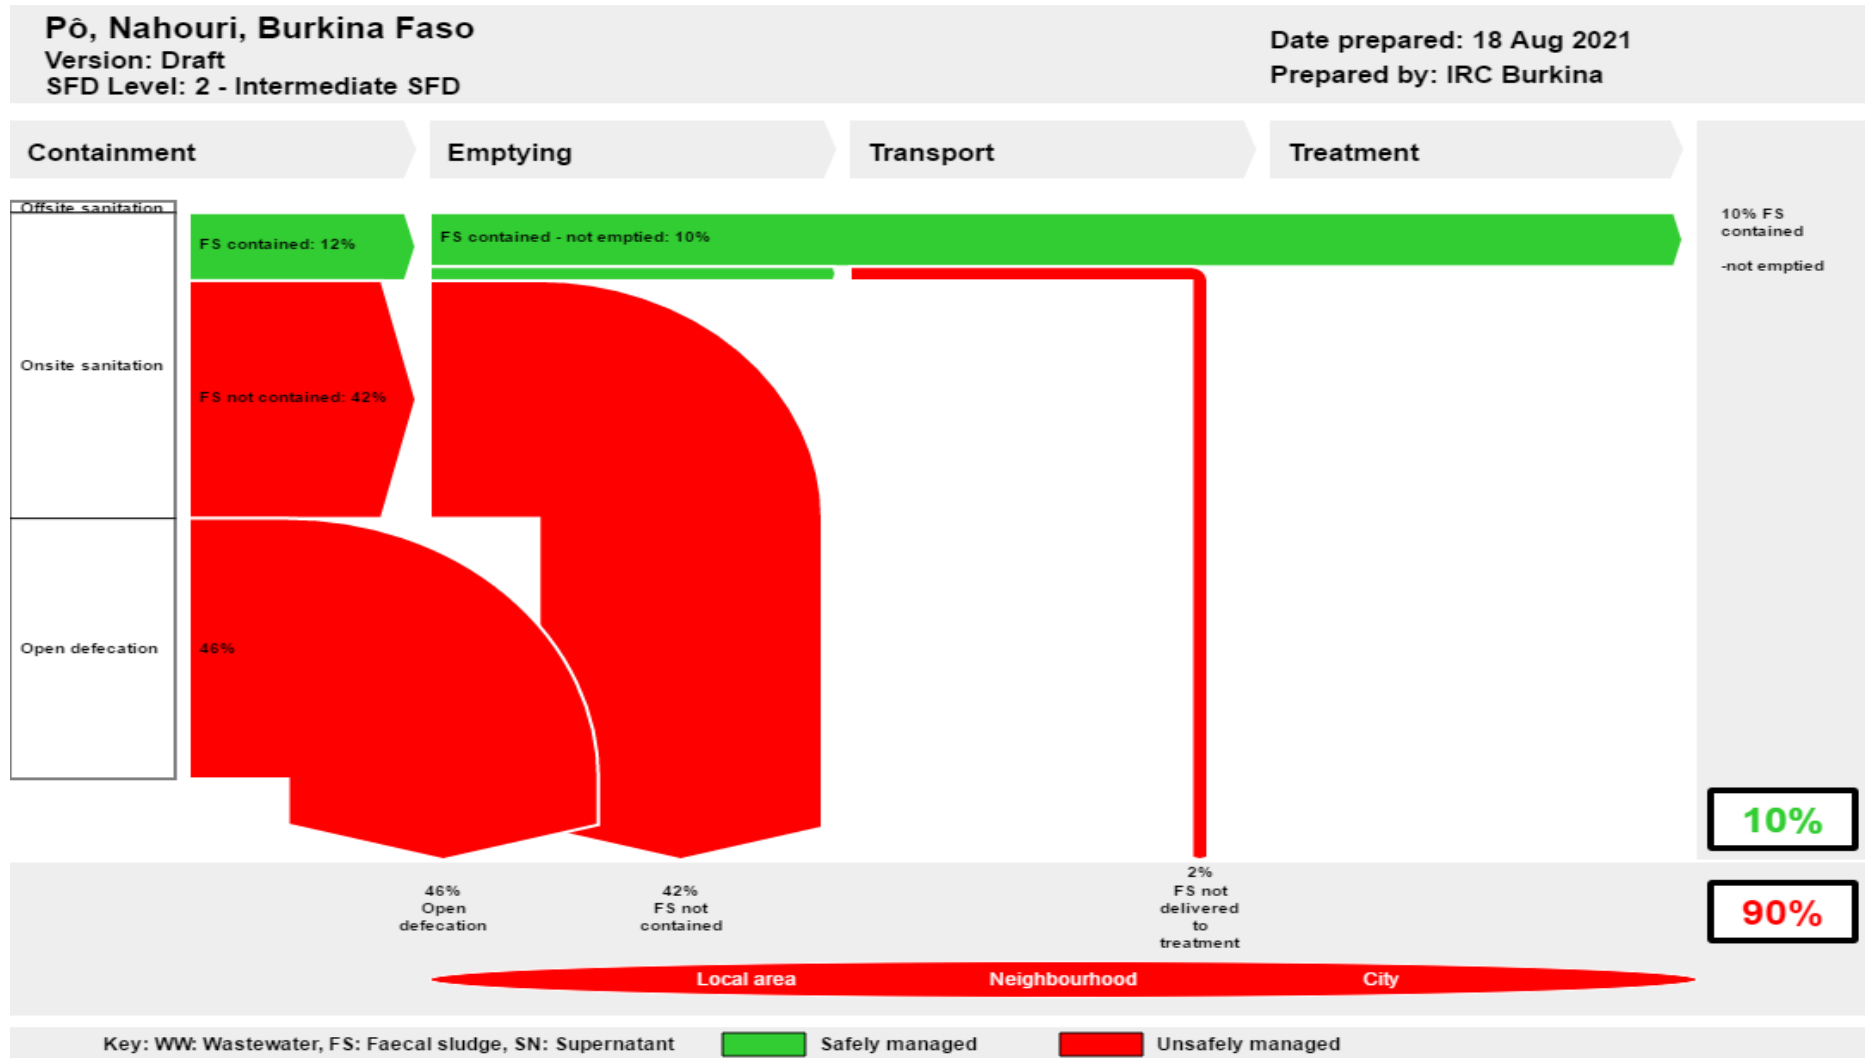 Pô, Nahouri, Burkina Faso
Version: Draft
SFD Level: 2 - Intermediate SFD
Date prepared: 18 Aug 2021
Prepared by: IRC Burkina
Containment
Emptying
Transport
Treatment
Offsite sanitation
FS contained: 12%
FS contained - not emptied: 10%
10% FS
contained
-not emptied
Onsite sanitation
FS not contained: 42%
Open defecation
46%
10%
46%
Open
defecation
42%
FS not
contained
2%
FS not
delivered
to
treatment
90%
Local area
Neighbourhood
City
Key: WW: Wastewater, FS: Faecal sludge, SN: Supernatant
Safely managed
Unsafely managed